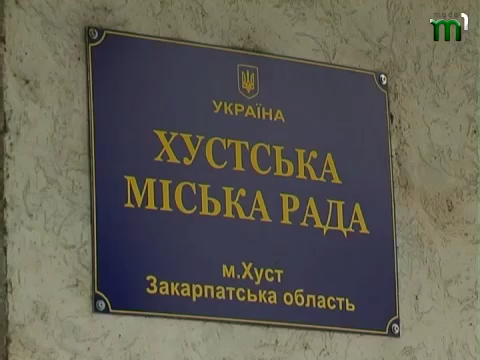 УКРАЇНА
ХУСТСЬКА
МІСЬКА РАДА
м.Хуст
Закарпатська область